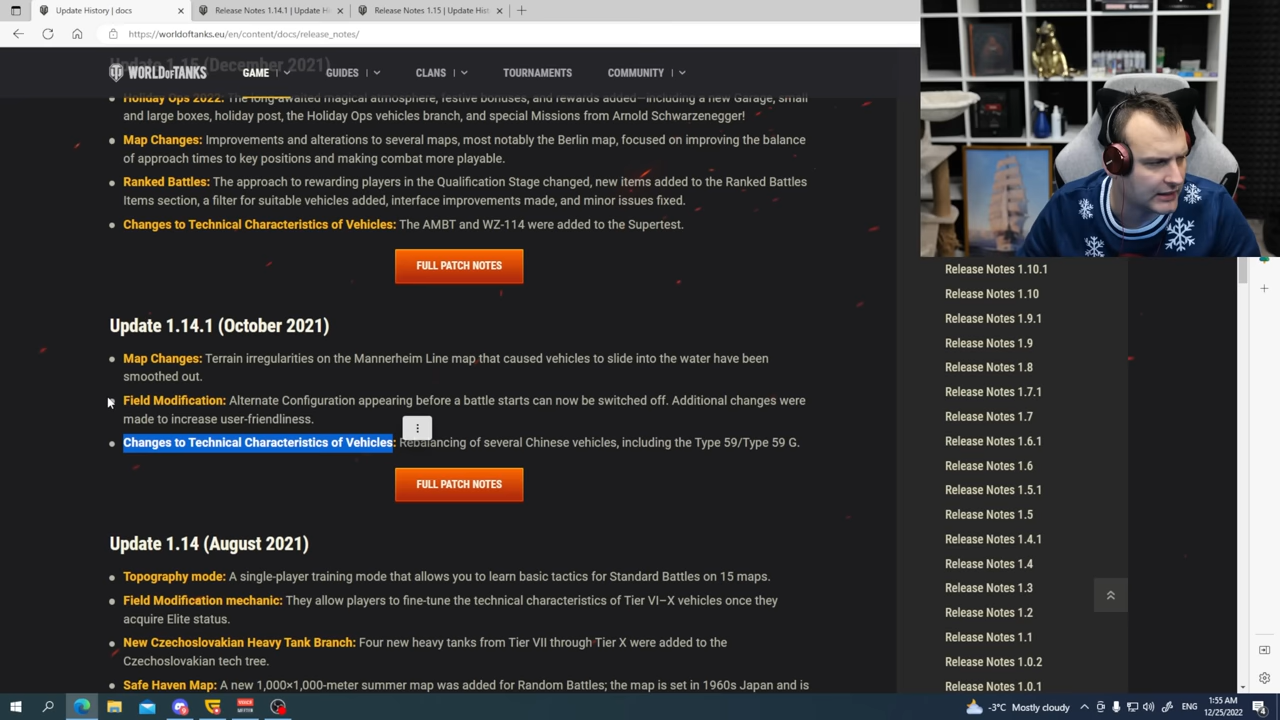 Update History | docs
Release Notes 1.14.1 | Update H
Release Notes 1.15 | Update Hist
https://worldoftanks.eu/en/content/docs/release_notes/
Update 1.15 (December 2021)
WORLD OF TANKS
GAME
GUIDES
CLANS
TOURNAMENTS
COMMUNITY
Holiday Ops 2022: The long-awaited magical atmosphere, festive bonuses, and rewards added—including a new Garage, small
and large boxes, holiday post, the Holiday Ops vehicles branch, and special Missions from Arnold Schwarzenegger!
Map Changes: Improvements and alterations to several maps, most notably the Berlin map, focused on improving the balance
of approach times to key positions and making combat more playable.
Ranked Battles: The approach to rewarding players in the Qualification Stage changed, new items added to the Ranked Battles
Items section, a filter for suitable vehicles added, interface improvements made, and minor issues fixed.
Changes to Technical Characteristics of Vehicles: The AMBT and WZ-114 were added to the Supertest.
FULL PATCH NOTES
Update 1.14.1 (October 2021)
Map Changes: Terrain irregularities on the Mannerheim Line map that caused vehicles to slide into the water have been
smoothed out.
Field Modification: Alternate Configuration appearing before a battle starts can now be switched off. Additional changes were
made to increase user-friendliness.
Changes to Technical Characteristics of Vehicles: Rebalancing of several Chinese vehicles, including the Type 59/Type 59 G.
FULL PATCH NOTES
Update 1.14 (August 2021)
Topography mode: A single-player training mode that allows you to learn basic tactics for Standard Battles on 15 maps.
Field Modification mechanic: They allow players to fine-tune the technical characteristics of Tier VI–X vehicles once they
acquire Elite status.
New Czechoslovakian Heavy Tank Branch: Four new heavy tanks from Tier VII through Tier X were added to the
Czechoslovakian tech tree.
Safe Haven Map: A new 1,000×1,000-meter summer map was added for Random Battles; the map is set in 1960s Japan and is
Release Notes 1.10.1
Release Notes 1.10
Release Notes 1.9.1
Release Notes 1.9
Release Notes 1.8
Release Notes 1.7.1
Release Notes 1.7
Release Notes 1.6.1
Release Notes 1.6
Release Notes 1.5.1
Release Notes 1.5
Release Notes 1.4.1
Release Notes 1.4
Release Notes 1.3
Release Notes 1.2
Release Notes 1.1
Release Notes 1.0.2
Release Notes 1.0.1
-3°C Mostly cloudy
ENG
1:55 AM
12/25/2022
4